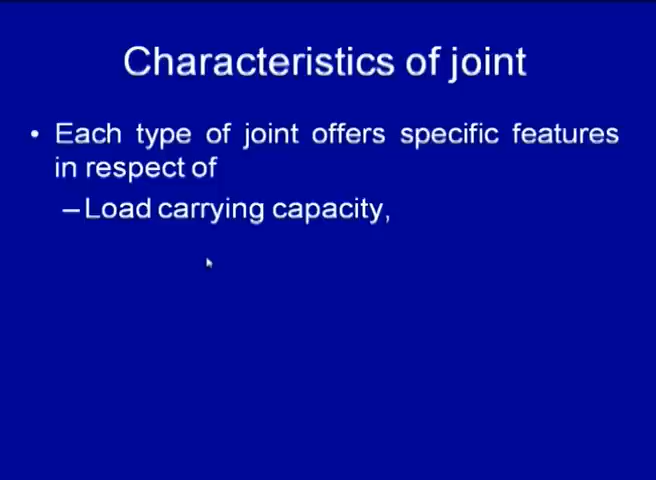 Characteristics of joint
• Each type of joint offers specific features
in respect of
– Load carrying capacity,